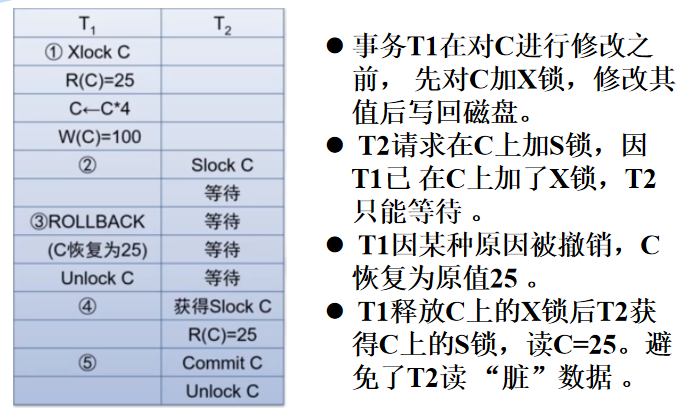 T1 T2
① Xlock C
R(C)=25
C←C*4
W(C)=100
② Slock C
等待
③ROLLBACK 等待
(C恢复为25) 等待
Unlock C 等待
④ 获得Slock C
R(C)=25
⑤ Commit C
Unlock C
● 事务T1在对C进行修改之
前， 先对C加X锁，修改其
值后写回磁盘。
● T2请求在C上加S锁，因
T1已 在C上加了X锁，T2
只能等待 。
● T1因某种原因被撤销，C
恢复为原值25 。
● T1释放C上的X锁后T2获
得C上的S锁，读C=25。避
免了T2读 “脏”数据 。